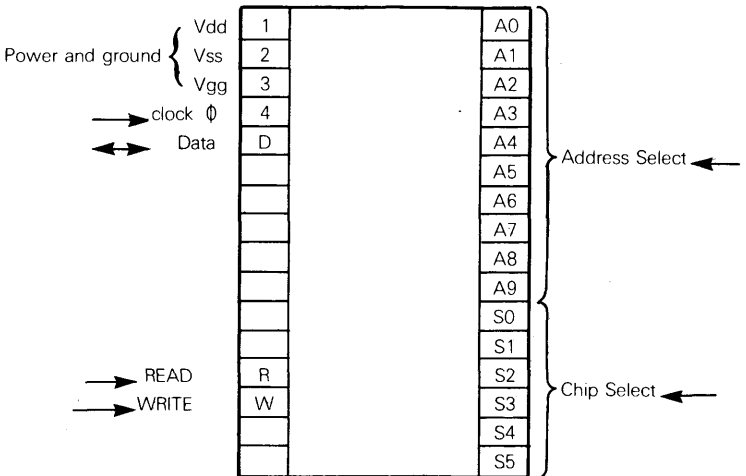 Vdd 1 A0
Power and ground Vss 2 A1
Vgg 3 A2
clock ϕ 4 A3
Data D A4
Address Select
A5
A6
A7
A8
A9
S0
S1
READ R S2
Chip Select
WRITE W S3
S4
S5